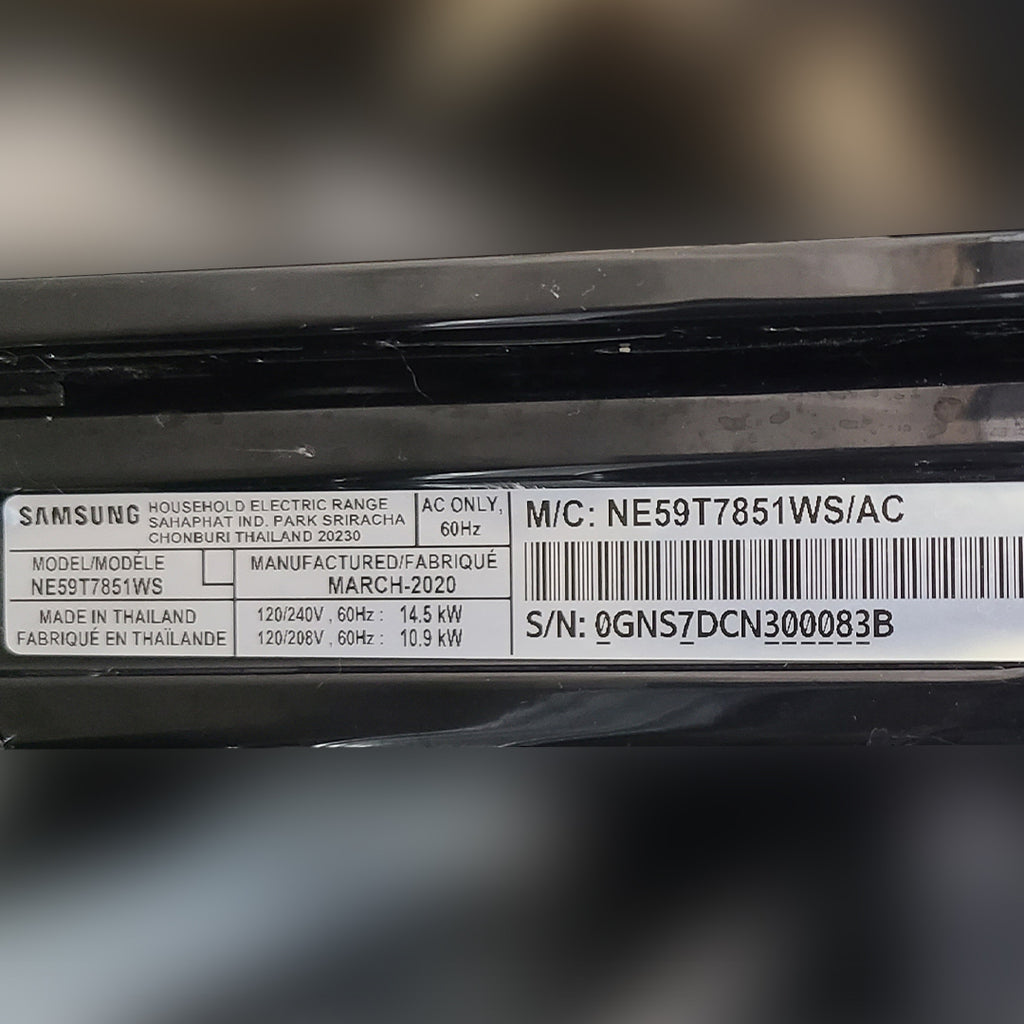 SAMSUNG
HOUSEHOLD ELECTRIC RANGE
SAHAPHAT IND. PARK SRIRACHA
CHONBURI THAILAND 20230
AC ONLY,
60Hz
MODEL/MODÉLE
NE59T7851WS
MANUFACTURED/FABRIQUÉ
MARCH-2020
MADE IN THAILAND
FABRIQUÉ EN THAÏLANDE
120/240V , 60Hz : 14.5 kW
120/208V , 60Hz : 10.9 kW
M/C: NE59T7851WS/AC
S/N: 0GNS7DCN300083B